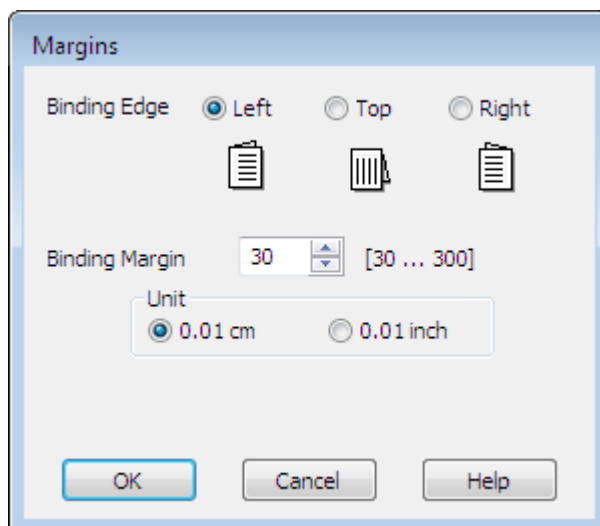 Margins
Binding Edge Left Top Right
Binding Margin 30 [30 ... 300]
Unit
0.01 cm 0.01 inch
OK Cancel Help